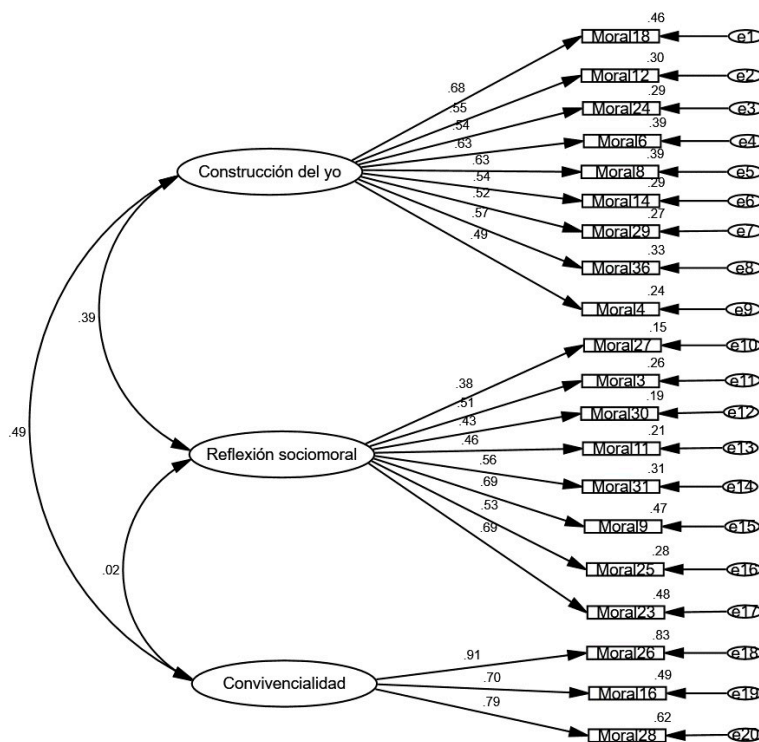 .46
Moral18
e1
.30
Moral12
e2
.29
Moral24
e3
.39
Moral6
e4
.39
Moral8
e5
.29
Moral14
e6
.27
Moral29
e7
.33
Moral36
e8
.24
Moral4
e9
.68
.55
.54
.63
.63
.54
.52
.57
.49
Construcción del yo
.39
.49
.15
Moral27
e10
.26
Moral3
e11
.19
Moral30
e12
.21
Moral11
e13
.31
Moral31
e14
.47
Moral9
e15
.28
Moral25
e16
.48
Moral23
e17
.38
.51
.43
.46
.56
.69
.53
.69
Reflexión sociomoral
.02
.83
Moral26
e18
.49
Moral16
e19
.62
Moral28
e20
.91
.70
.79
Convivencialidad